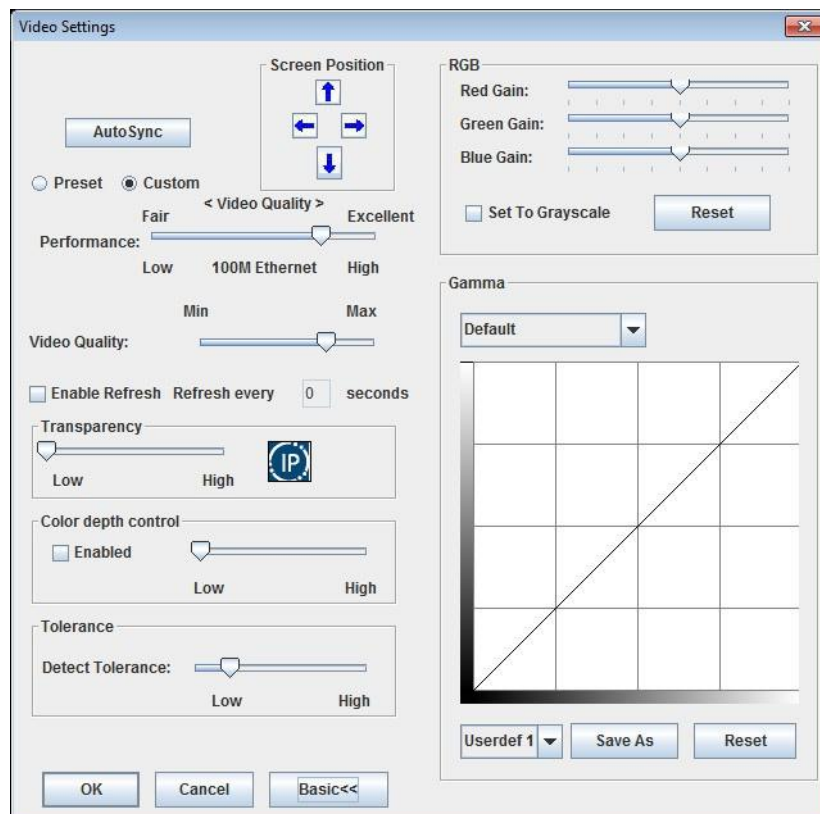 Video Settings
Screen Position
AutoSync
Preset
Custom
< Video Quality >
Fair
Excellent
Performance:
Low
100M Ethernet
High
Min
Max
Video Quality:
Enable Refresh
Refresh every
0
seconds
Transparency
Low
High
IP
Color depth control
Enabled
Low
High
Tolerance
Detect Tolerance:
Low
High
OK
Cancel
Basic<<
RGB
Red Gain:
Green Gain:
Blue Gain:
Set To Grayscale
Reset
Gamma
Default
Userdef 1
Save As
Reset